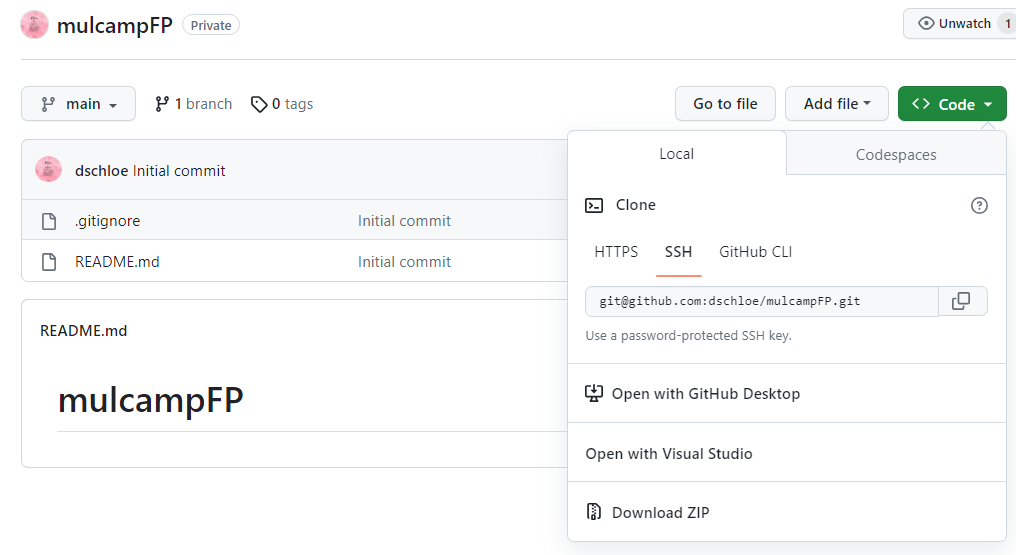 mulcampFP Private Unwatch 1
main 1 branch 0 tags Go to file Add file <> Code
dschloe Initial commit
.gitignore Initial commit
README.md Initial commit
README.md
mulcampFP
Local Codespaces
Clone
HTTPS SSH GitHub CLI
git@github.com:dschloe/mulcampFP.git
Use a password-protected SSH key.
Open with GitHub Desktop
Open with Visual Studio
Download ZIP